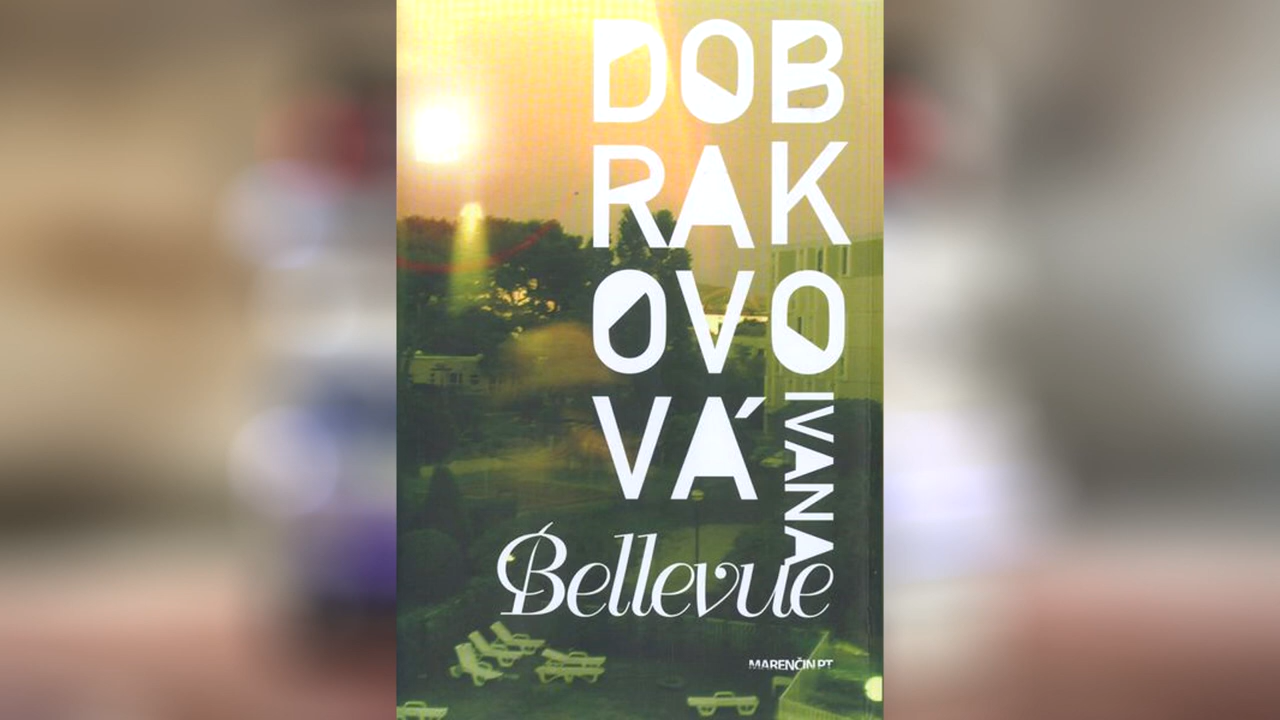 DOB
RAK
OVO
VÁ
IVANA
Bellevue
MARENČIN PT